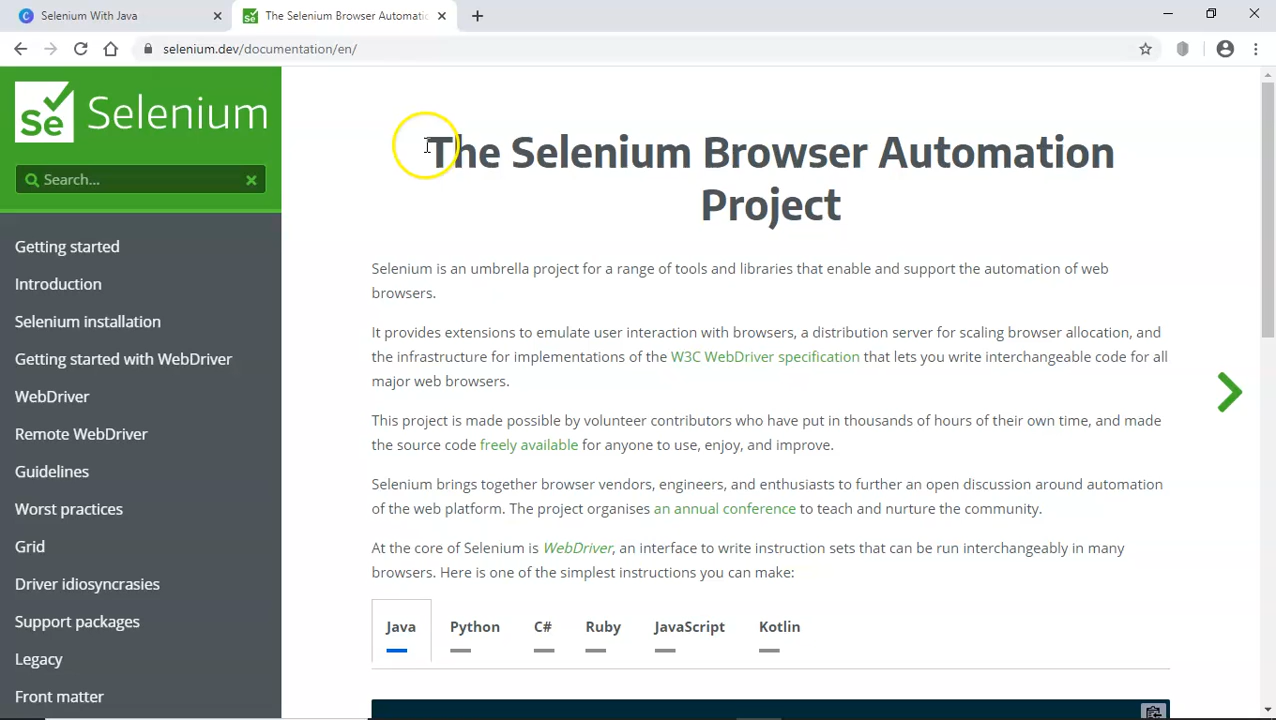 Selenium With Java
The Selenium Browser Automatic
selenium.dev/documentation/en/
Se Selenium
Search...
Getting started
Introduction
Selenium installation
Getting started with WebDriver
WebDriver
Remote WebDriver
Guidelines
Worst practices
Grid
Driver idiosyncrasies
Support packages
Legacy
Front matter
The Selenium Browser Automation
Project
Selenium is an umbrella project for a range of tools and libraries that enable and support the automation of web
browsers.
It provides extensions to emulate user interaction with browsers, a distribution server for scaling browser allocation, and
the infrastructure for implementations of the W3C WebDriver specification that lets you write interchangeable code for all
major web browsers.
This project is made possible by volunteer contributors who have put in thousands of hours of their own time, and made
the source code freely available for anyone to use, enjoy, and improve.
Selenium brings together browser vendors, engineers, and enthusiasts to further an open discussion around automation
of the web platform. The project organises an annual conference to teach and nurture the community.
At the core of Selenium is WebDriver, an interface to write instruction sets that can be run interchangeably in many
browsers. Here is one of the simplest instructions you can make:
Java Python C# Ruby JavaScript Kotlin